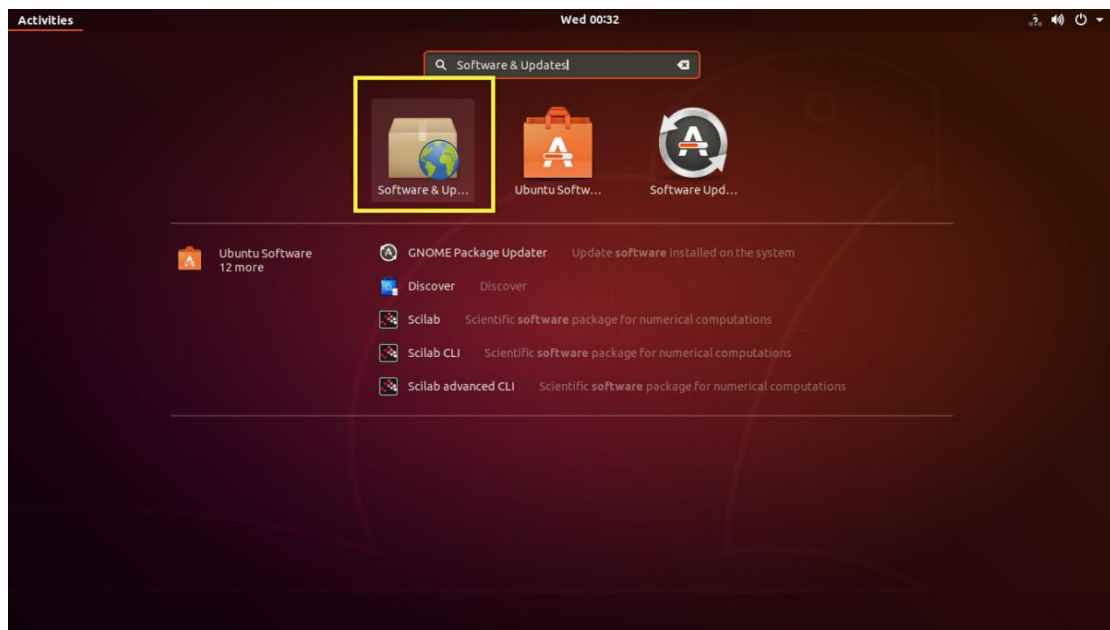 Activities Wed 00:32
Software & Updates
Software & Up... Ubuntu Softw... Software Upd...
Ubuntu Software
12 more
GNOME Package Updater Update software installed on the system
Discover Discover
Scilab Scientific software package for numerical computations
Scilab CLI Scientific software package for numerical computations
Scilab advanced CLI Scientific software package for numerical computations